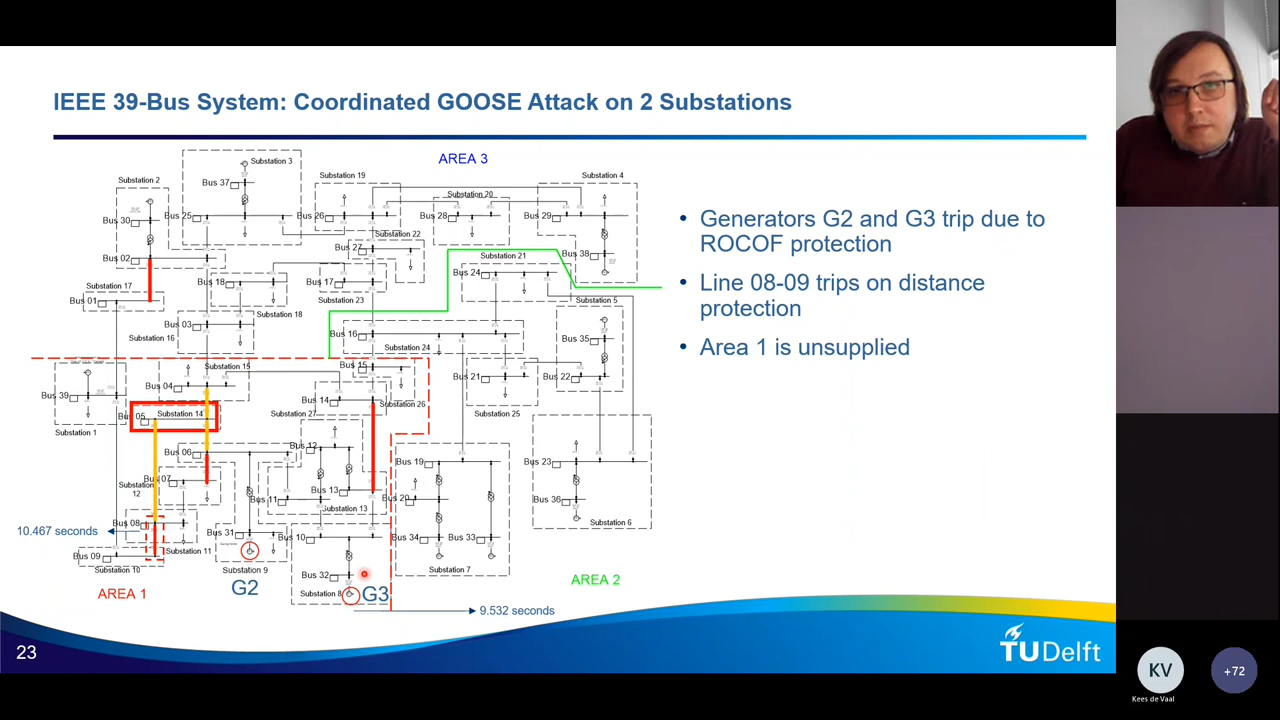 IEEE 39-Bus System: Coordinated GOOSE Attack on 2 Substations
AREA 3
Substation 3
Bus 37
Substation 2
Substation 19
Substation 4
Substation 20
Bus 30
Bus 25
Bus 26
Bus 28
Bus 29
Substation 22
Bus 27
Bus 38
Bus 02
Substation 21
Bus 24
Substation 17
Bus 18
Bus 17
Bus 01
Substation 23
Substation 5
Substation 18
Bus 03
Substation 16
Bus 16
Bus 35
Substation 24
Substation 15
Bus 15
Bus 04
Bus 21
Bus 22
Bus 39
Bus 14
Substation 26
Bus 05
Substation 14
Substation 27
Substation 25
Substation 1
Bus 12
Bus 06
Bus 19
Bus 23
Bus 07
Substation 12
Bus 13
Bus 11
Bus 20
Bus 36
Substation 13
Bus 08
Substation 6
10.467 seconds
Bus 31
Bus 10
Bus 34
Bus 33
Substation 11
Bus 09
Substation 10
Substation 9
Bus 32
Substation 7
AREA 1
G2
Substation 8
G3
AREA 2
9.532 seconds
• Generators G2 and G3 trip due to
ROCOF protection
• Line 08-09 trips on distance
protection
• Area 1 is unsupplied
23
TUDelft
KV
Kees de Vaal
+72